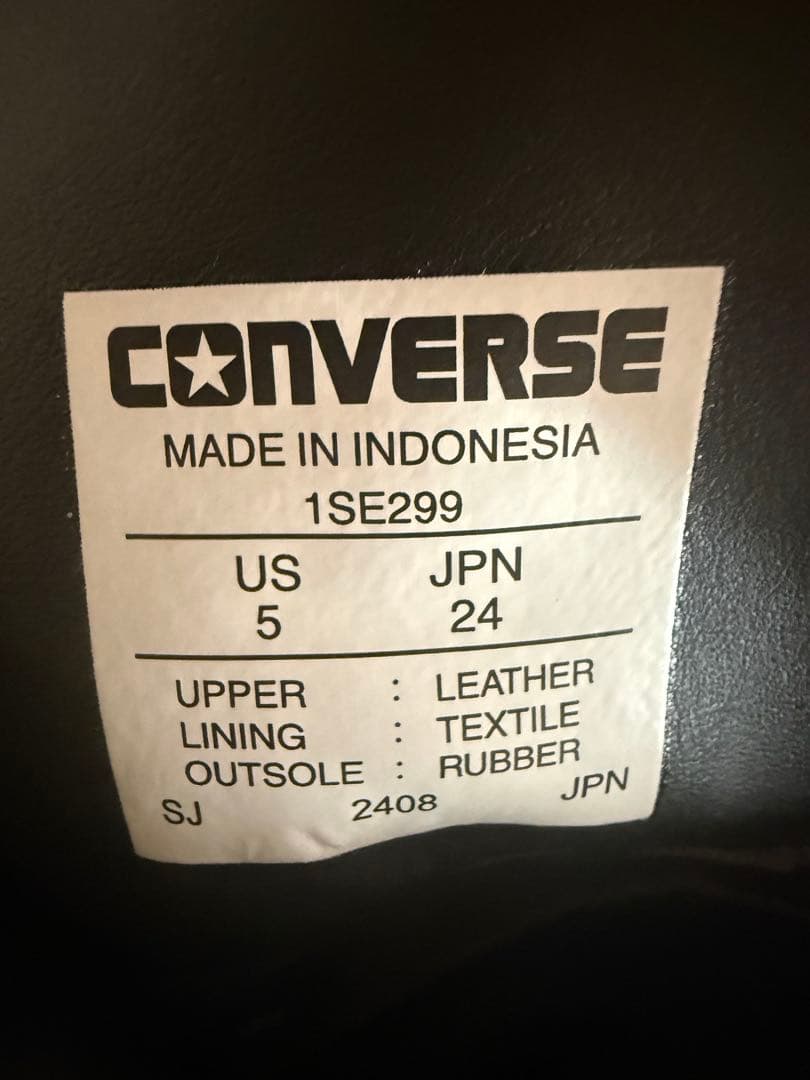 CONVERSE
MADE IN INDONESIA
1SE299
US JPN
5 24
UPPER : LEATHER
LINING : TEXTILE
OUTSOLE : RUBBER
SJ 2408 JPN